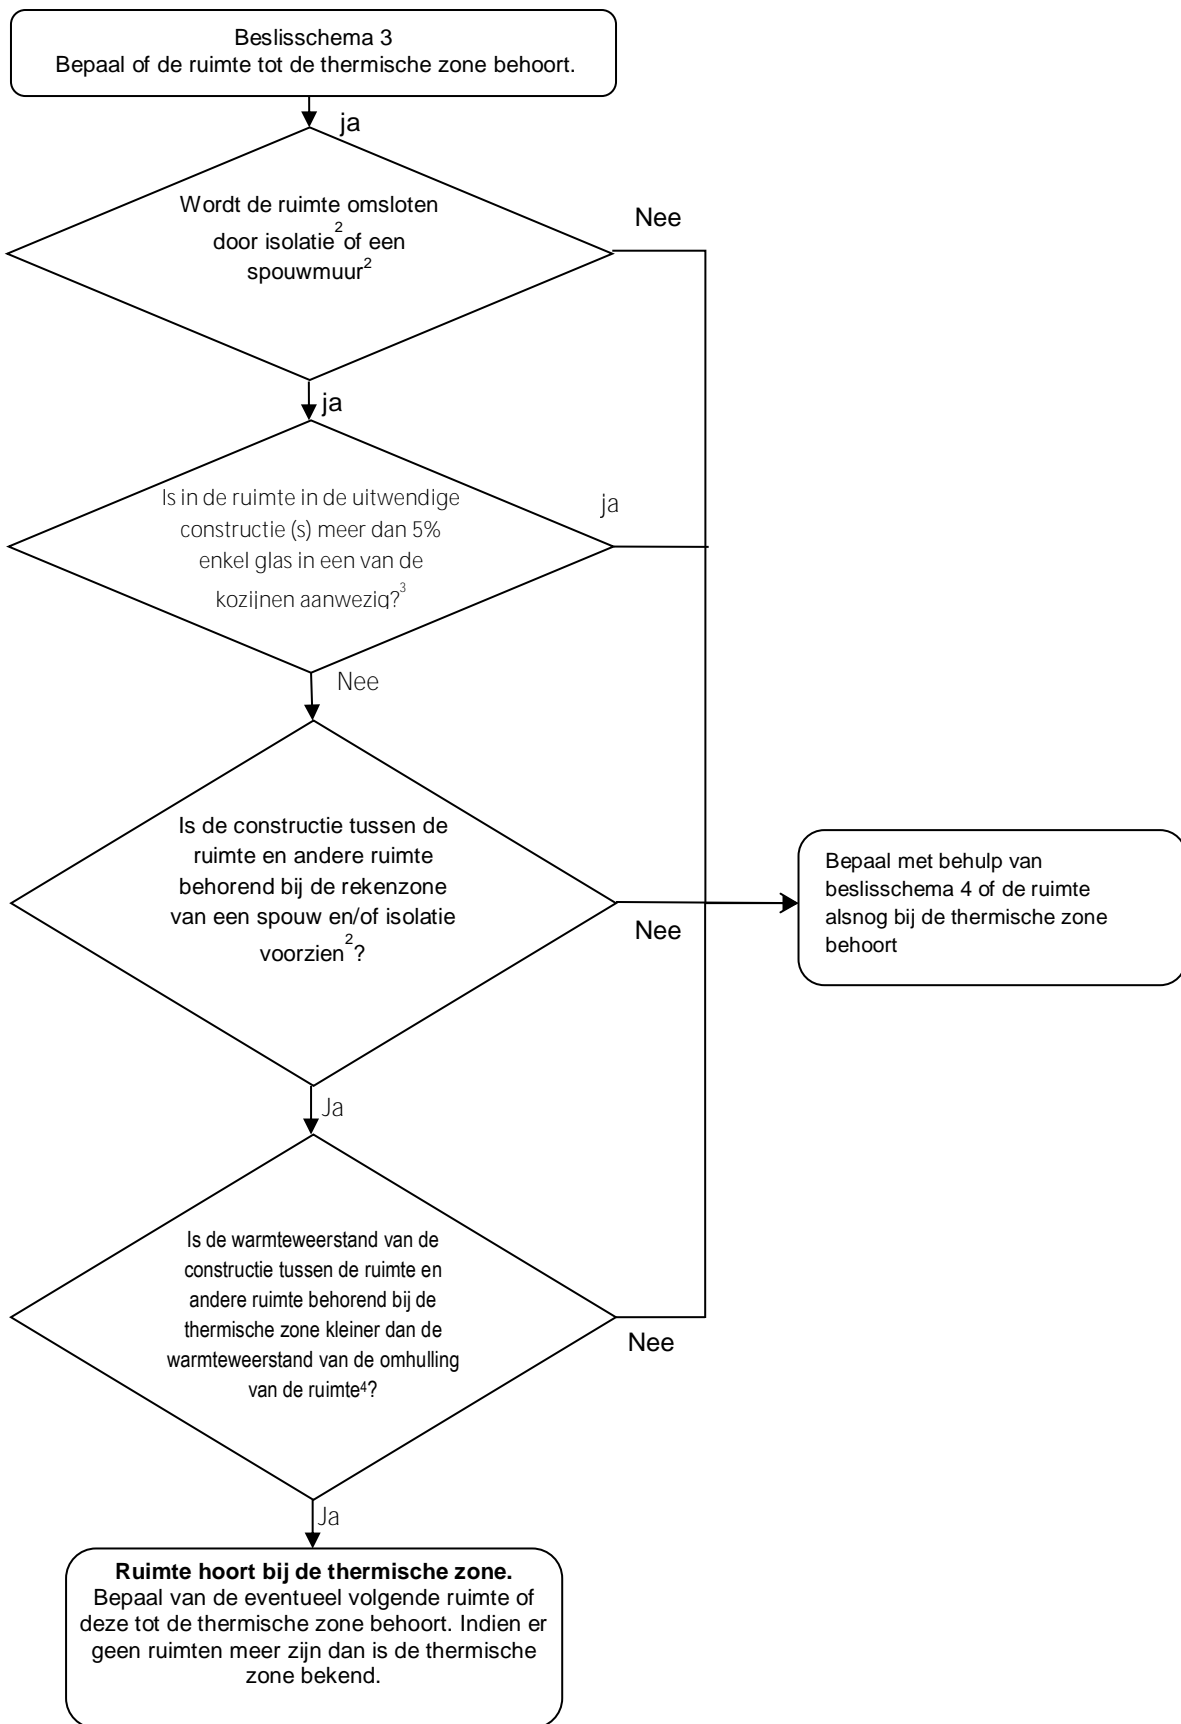 Beslisschema 3
Bepaal of de ruimte tot de thermische zone behoort.
ja
Wordt de ruimte omsloten
door isolatie² of een
spouwmuur²
Nee
ja
Is in de ruimte in de uitwendige
constructie (s) meer dan 5%
enkel glas in een van de
kozijnen aanwezig?³
ja
Nee
Is de constructie tussen de
ruimte en andere ruimte
behorend bij de rekenzone
van een spouw en/of isolatie
voorzien²?
Nee
Bepaal met behulp van
beslisschema 4 of de ruimte
alsnog bij de thermische zone
behoort
Ja
Is de warmteweerstand van de
constructie tussen de ruimte en
andere ruimte behorend bij de
thermische zone kleiner dan de
warmteweerstand van de omhulling
van de ruimte⁴?
Nee
Ja
Ruimte hoort bij de thermische zone.
Bepaal van de eventueel volgende ruimte of
deze tot de thermische zone behoort. Indien er
geen ruimten meer zijn dan is de thermische
zone bekend.